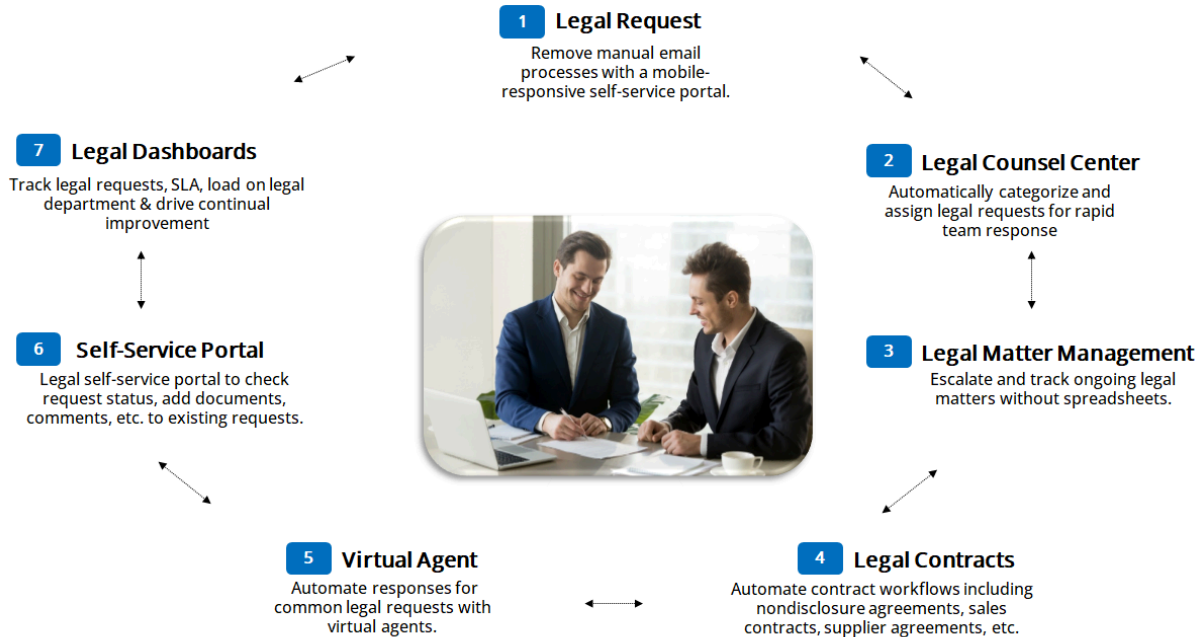 1 Legal Request
Remove manual email
processes with a mobile-
responsive self-service portal.
2 Legal Counsel Center
Automatically categorize and
assign legal requests for rapid
team response
3 Legal Matter Management
Escalate and track ongoing legal
matters without spreadsheets.
4 Legal Contracts
Automate contract workflows including
nondisclosure agreements, sales
contracts, supplier agreements, etc.
5 Virtual Agent
Automate responses for
common legal requests with
virtual agents.
6 Self-Service Portal
Legal self-service portal to check
request status, add documents,
comments, etc. to existing requests.
7 Legal Dashboards
Track legal requests, SLA, load on legal
department & drive continual
improvement